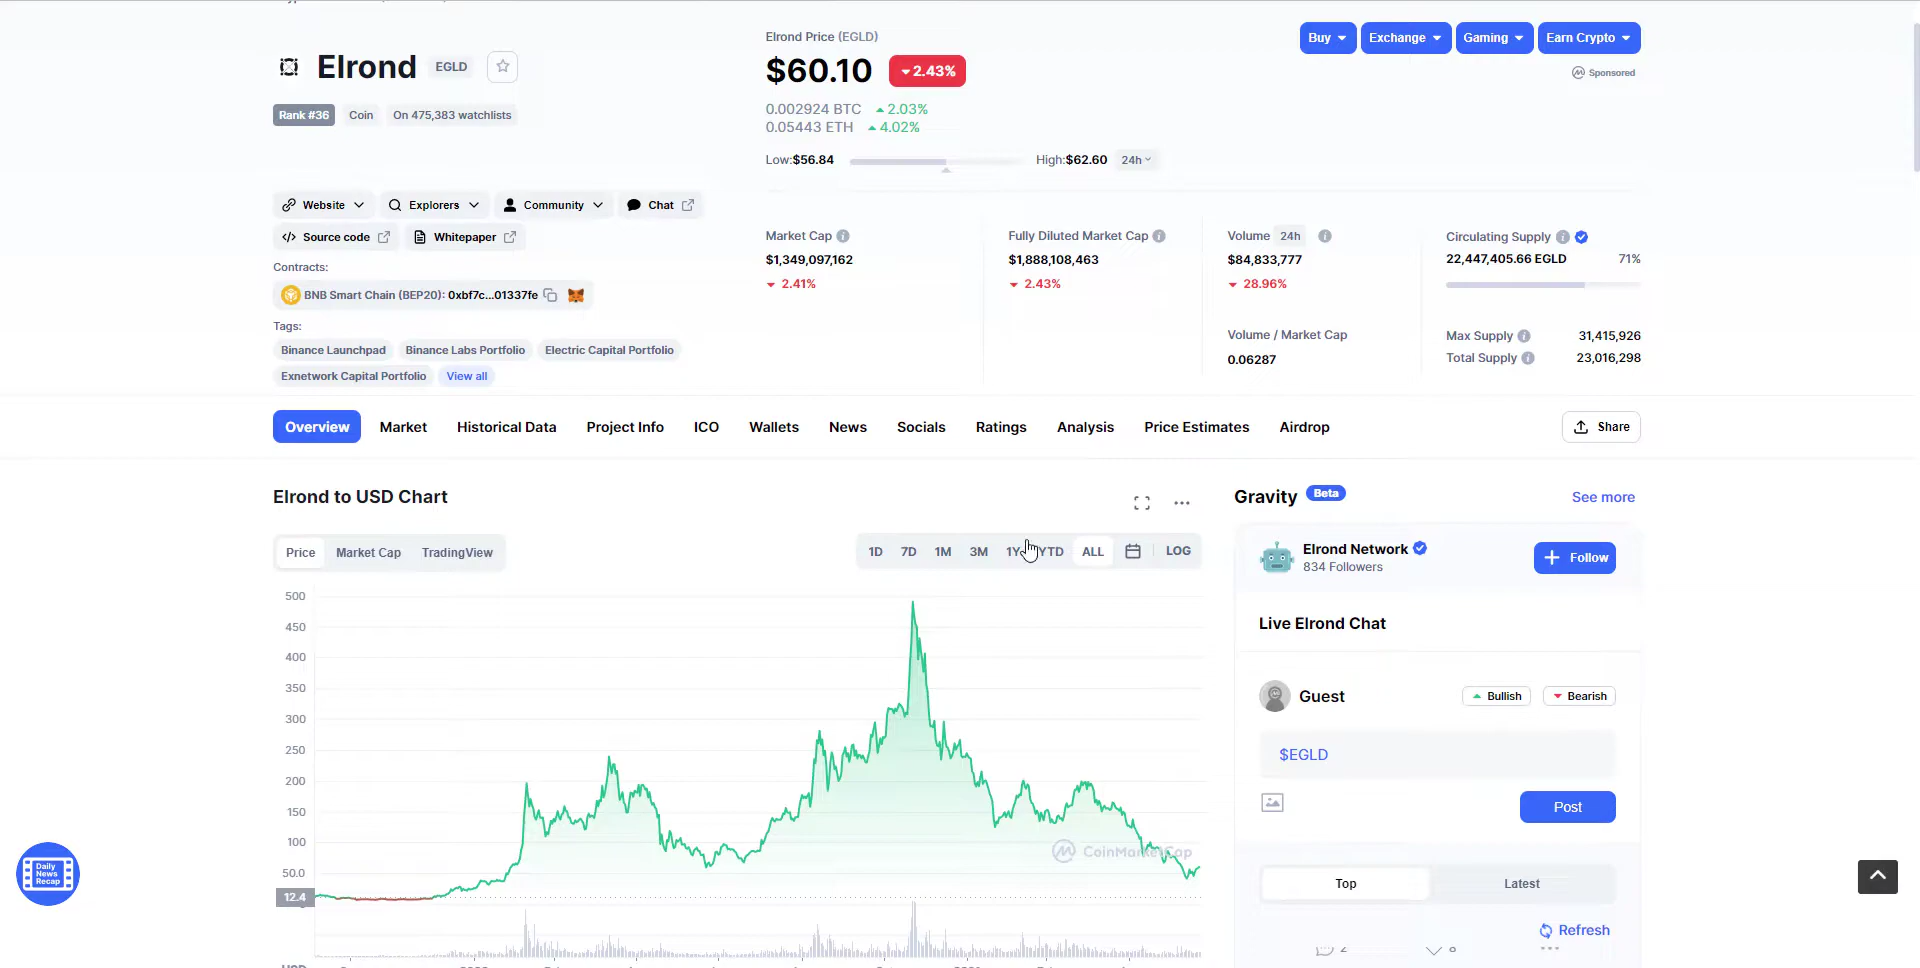 Elrond EGLD
Rank #36 Coin On 475,383 watchlists
Website Explorers Community Chat
Source code Whitepaper
Contracts:
BNB Smart Chain (BEP20): 0xbf7c...01337fe
Tags:
Binance Launchpad Binance Labs Portfolio Electric Capital Portfolio
Exnetwork Capital Portfolio View all
Elrond Price (EGLD)
$60.10 2.43%
0.002924 BTC 2.03%
0.05443 ETH 4.02%
Low:$56.84 High:$62.60 24h
Buy Exchange Gaming Earn Crypto
Sponsored
Market Cap
$1,349,097,162
2.41%
Fully Diluted Market Cap
$1,888,108,463
2.43%
Volume 24h
$84,833,777
28.96%
Volume / Market Cap
0.06287
Circulating Supply
22,447,405.66 EGLD 71%
Max Supply 31,415,926
Total Supply 23,016,298
Overview Market Historical Data Project Info ICO Wallets News Socials Ratings Analysis Price Estimates Airdrop Share
Elrond to USD Chart
Price Market Cap TradingView
1D 7D 1M 3M 1Y YTD ALL LOG
500
450
400
350
300
250
200
150
100
50.0
12.4
CoinMarketCap
Gravity Beta See more
Elrond Network
834 Followers
Follow
Live Elrond Chat
Guest Bullish Bearish
$EGLD
Post
Top Latest
Refresh
2 8
Daily
News
Recap